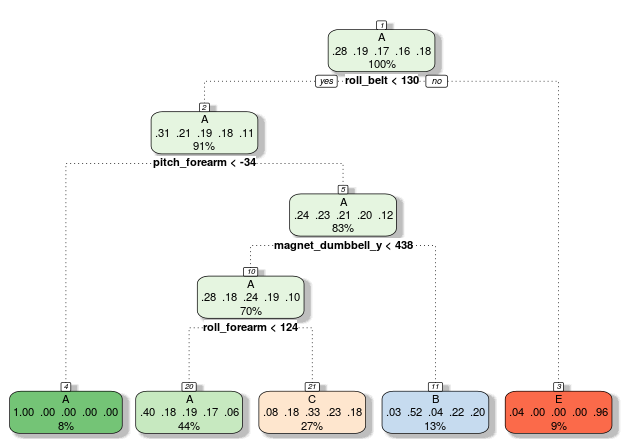 1
A
.28 .19 .17 .16 .18
100%
yes roll_belt < 130 no
2
A
.31 .21 .19 .18 .11
91%
pitch_forearm < -34
5
A
.24 .23 .21 .20 .12
83%
magnet_dumbbell_y < 438
10
A
.28 .18 .24 .19 .10
70%
roll_forearm < 124
4
A
1.00 .00 .00 .00 .00
8%
20
A
.40 .18 .19 .17 .06
44%
21
C
.08 .18 .33 .23 .18
27%
11
B
.03 .52 .04 .22 .20
13%
3
E
.04 .00 .00 .00 .96
9%